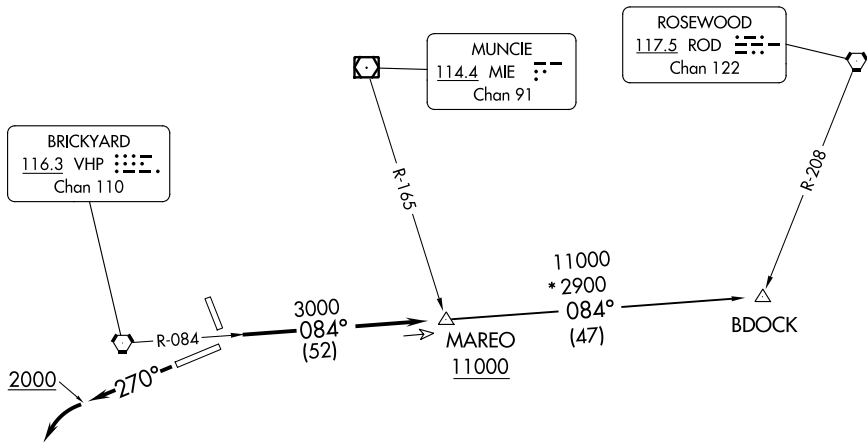 ROSEWOOD
117.5 ROD
Chan 122
MUNCIE
114.4 MIE
Chan 91
BRICKYARD
116.3 VHP
Chan 110
R-165
R-208
11000
*2900
084°
(47)
BDOCK
3000
084°
(52)
R-084
MAREO
11000
270°
2000